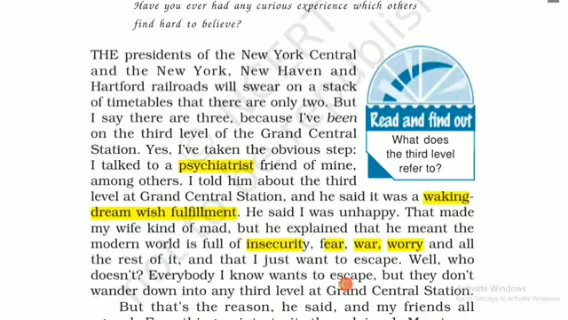 Have you ever had any curious experience which others
find hard to believe?
THE presidents of the New York Central
and the New York, New Haven and
Hartford railroads will swear on a stack
of timetables that there are only two. But
I say there are three, because I've been
on the third level of the Grand Central
Station. Yes, I've taken the obvious step:
I talked to a psychiatrist friend of mine,
among others. I told him about the third
level at Grand Central Station, and he said it was a waking-
dream wish fulfillment. He said I was unhappy. That made
my wife kind of mad, but he explained that he meant the
modern world is full of insecurity, fear, war, worry and all
the rest of it, and that I just want to escape. Well, who
doesn't? Everybody I know wants to escape, but they don't
wander down into any third level at Grand Central Station.
But that's the reason, he said, and my friends all
Read and find out
What does
the third level
refer to?
Activate Windows
Go to Settings to activate Windows